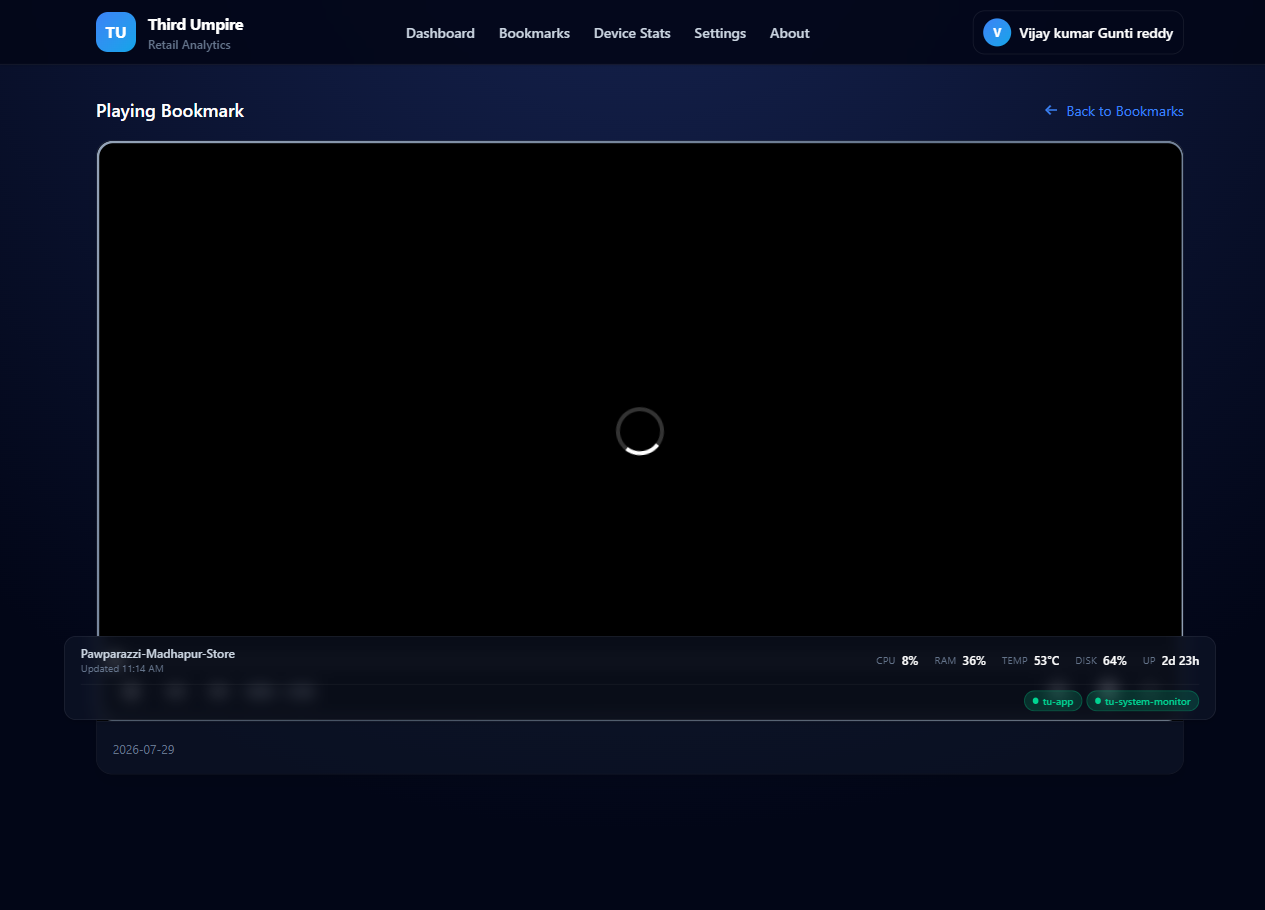 TU
Third Umpire
Retail Analytics
Dashboard
Bookmarks
Device Stats
Settings
About
V
Vijay kumar Gunti reddy
Playing Bookmark
← Back to Bookmarks
Pawparazzi-Madhapur-Store
Updated 11:14 AM
CPU 8%
RAM 36%
TEMP 53°C
DISK 64%
UP 2d 23h
tu-app
tu-system-monitor
2026-07-29